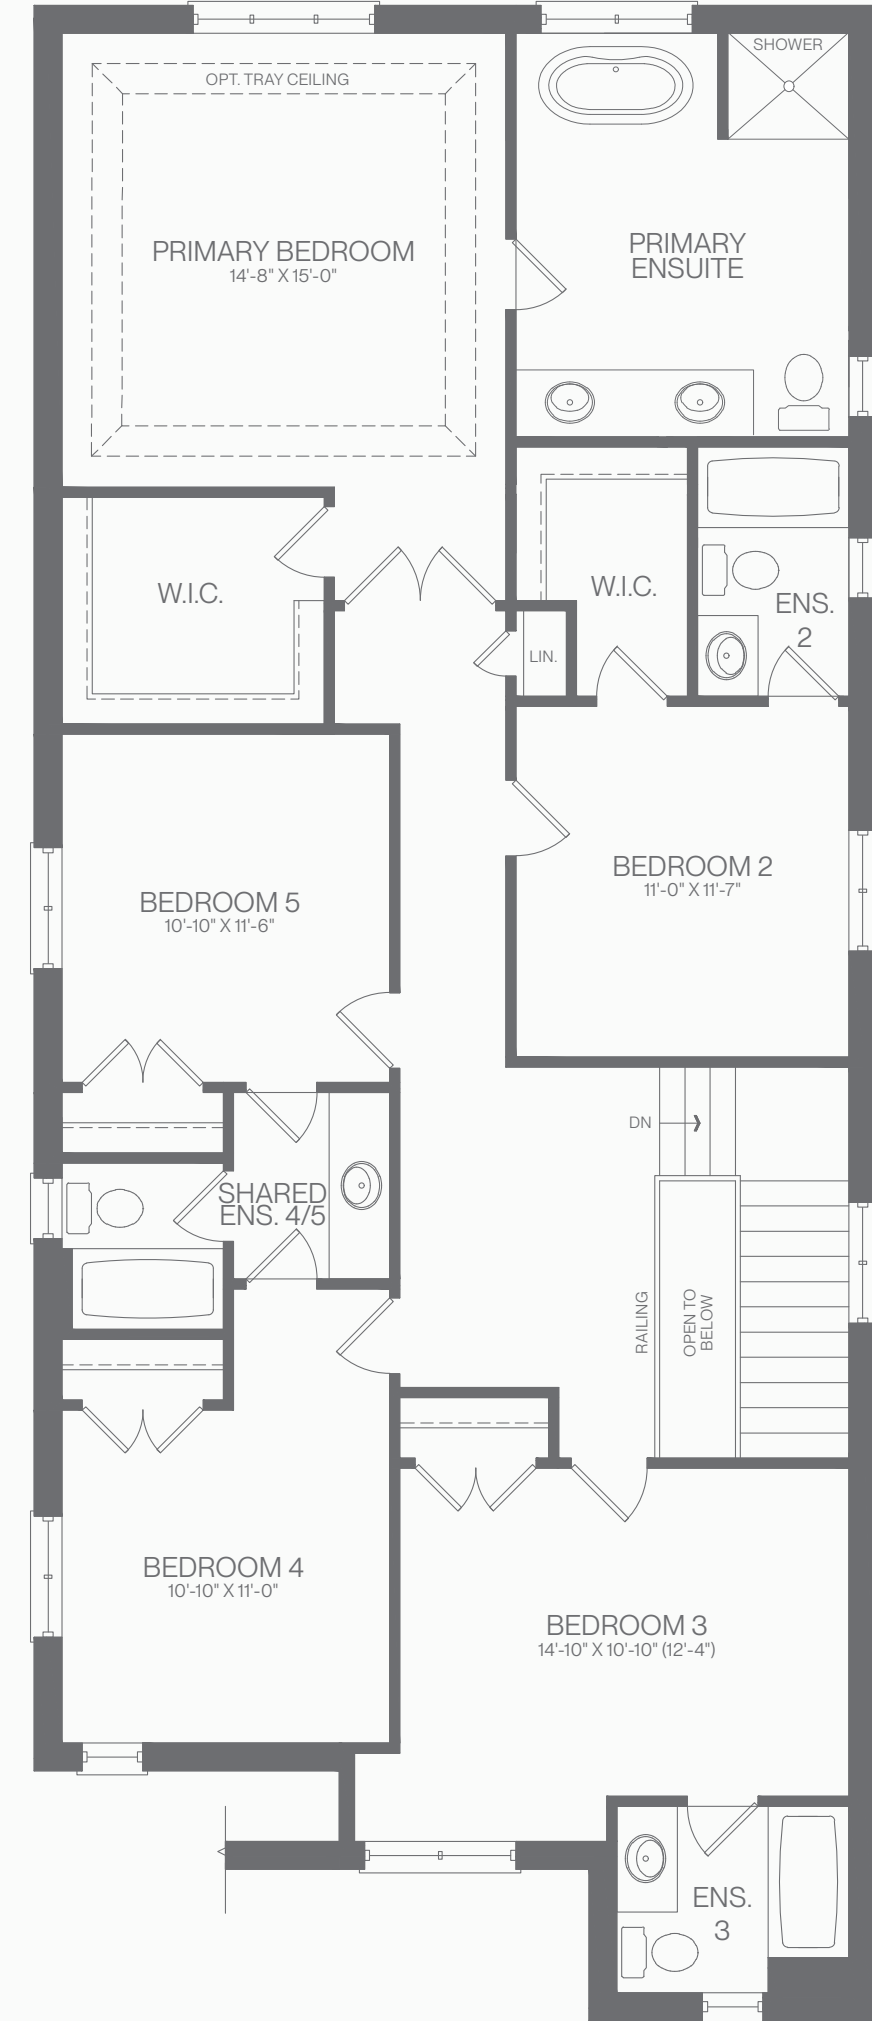 OPT. TRAY CEILING
SHOWER
PRIMARY BEDROOM
14'-8" X 15'-0"
PRIMARY
ENSUITE
W.I.C.
W.I.C.
ENS.
2
LIN.
BEDROOM 2
11'-0" X 11'-7"
BEDROOM 5
10'-10" X 11'-6"
DN
SHARED
ENS. 4/5
RAILING
OPEN TO
BELOW
BEDROOM 4
10'-10" X 11'-0"
BEDROOM 3
14'-10" X 10'-10" (12'-4")
ENS.
3